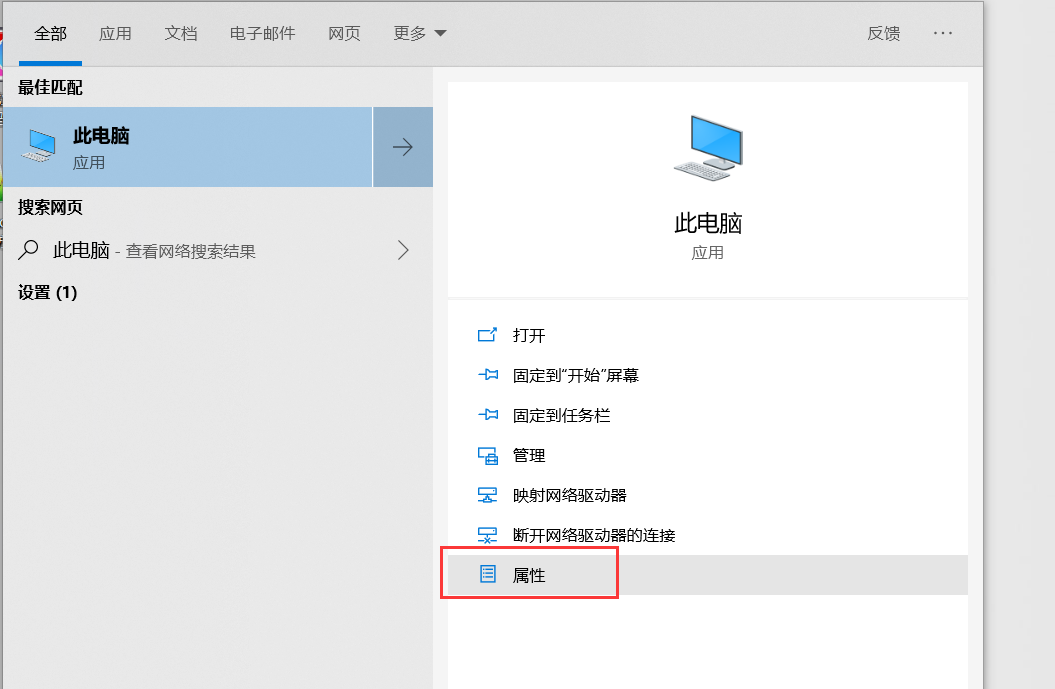 全部 应用 文档 电子邮件 网页 更多 反馈 ···
最佳匹配
此电脑
应用
搜索网页
此电脑 - 查看网络搜索结果
设置 (1)
此电脑
应用
打开
固定到“开始”屏幕
固定到任务栏
管理
映射网络驱动器
断开网络驱动器的连接
属性